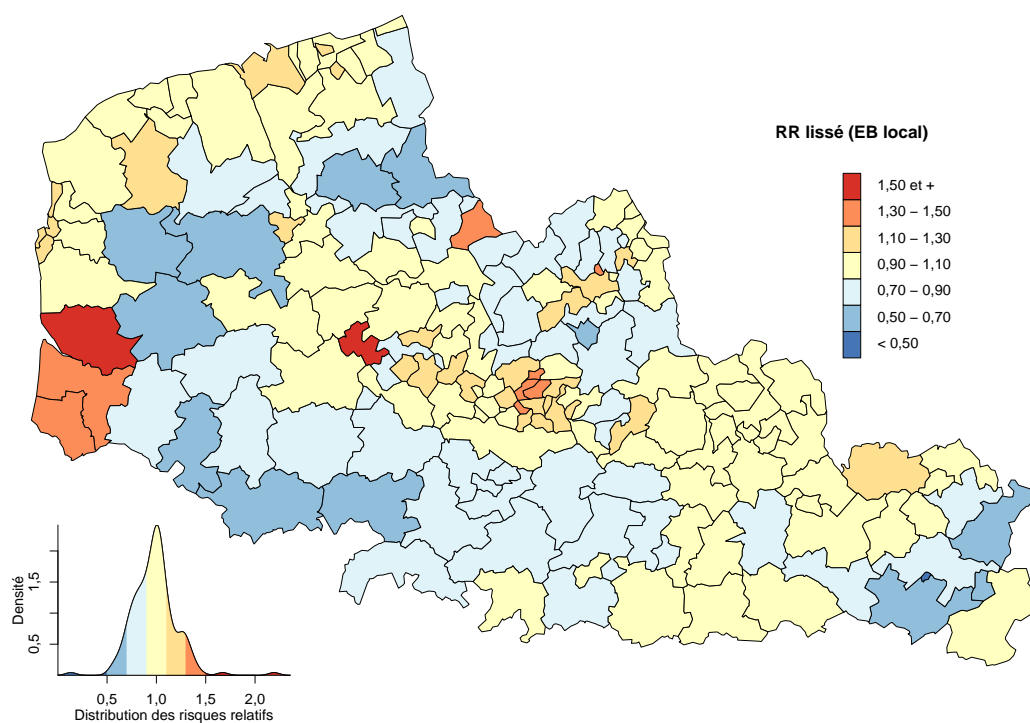 RR lissé (EB local)
1,50 et +
1,30 – 1,50
1,10 – 1,30
0,90 – 1,10
0,70 – 0,90
0,50 – 0,70
< 0,50
Densité
1,5
0,5
0,5 1,0 1,5 2,0
Distribution des risques relatifs